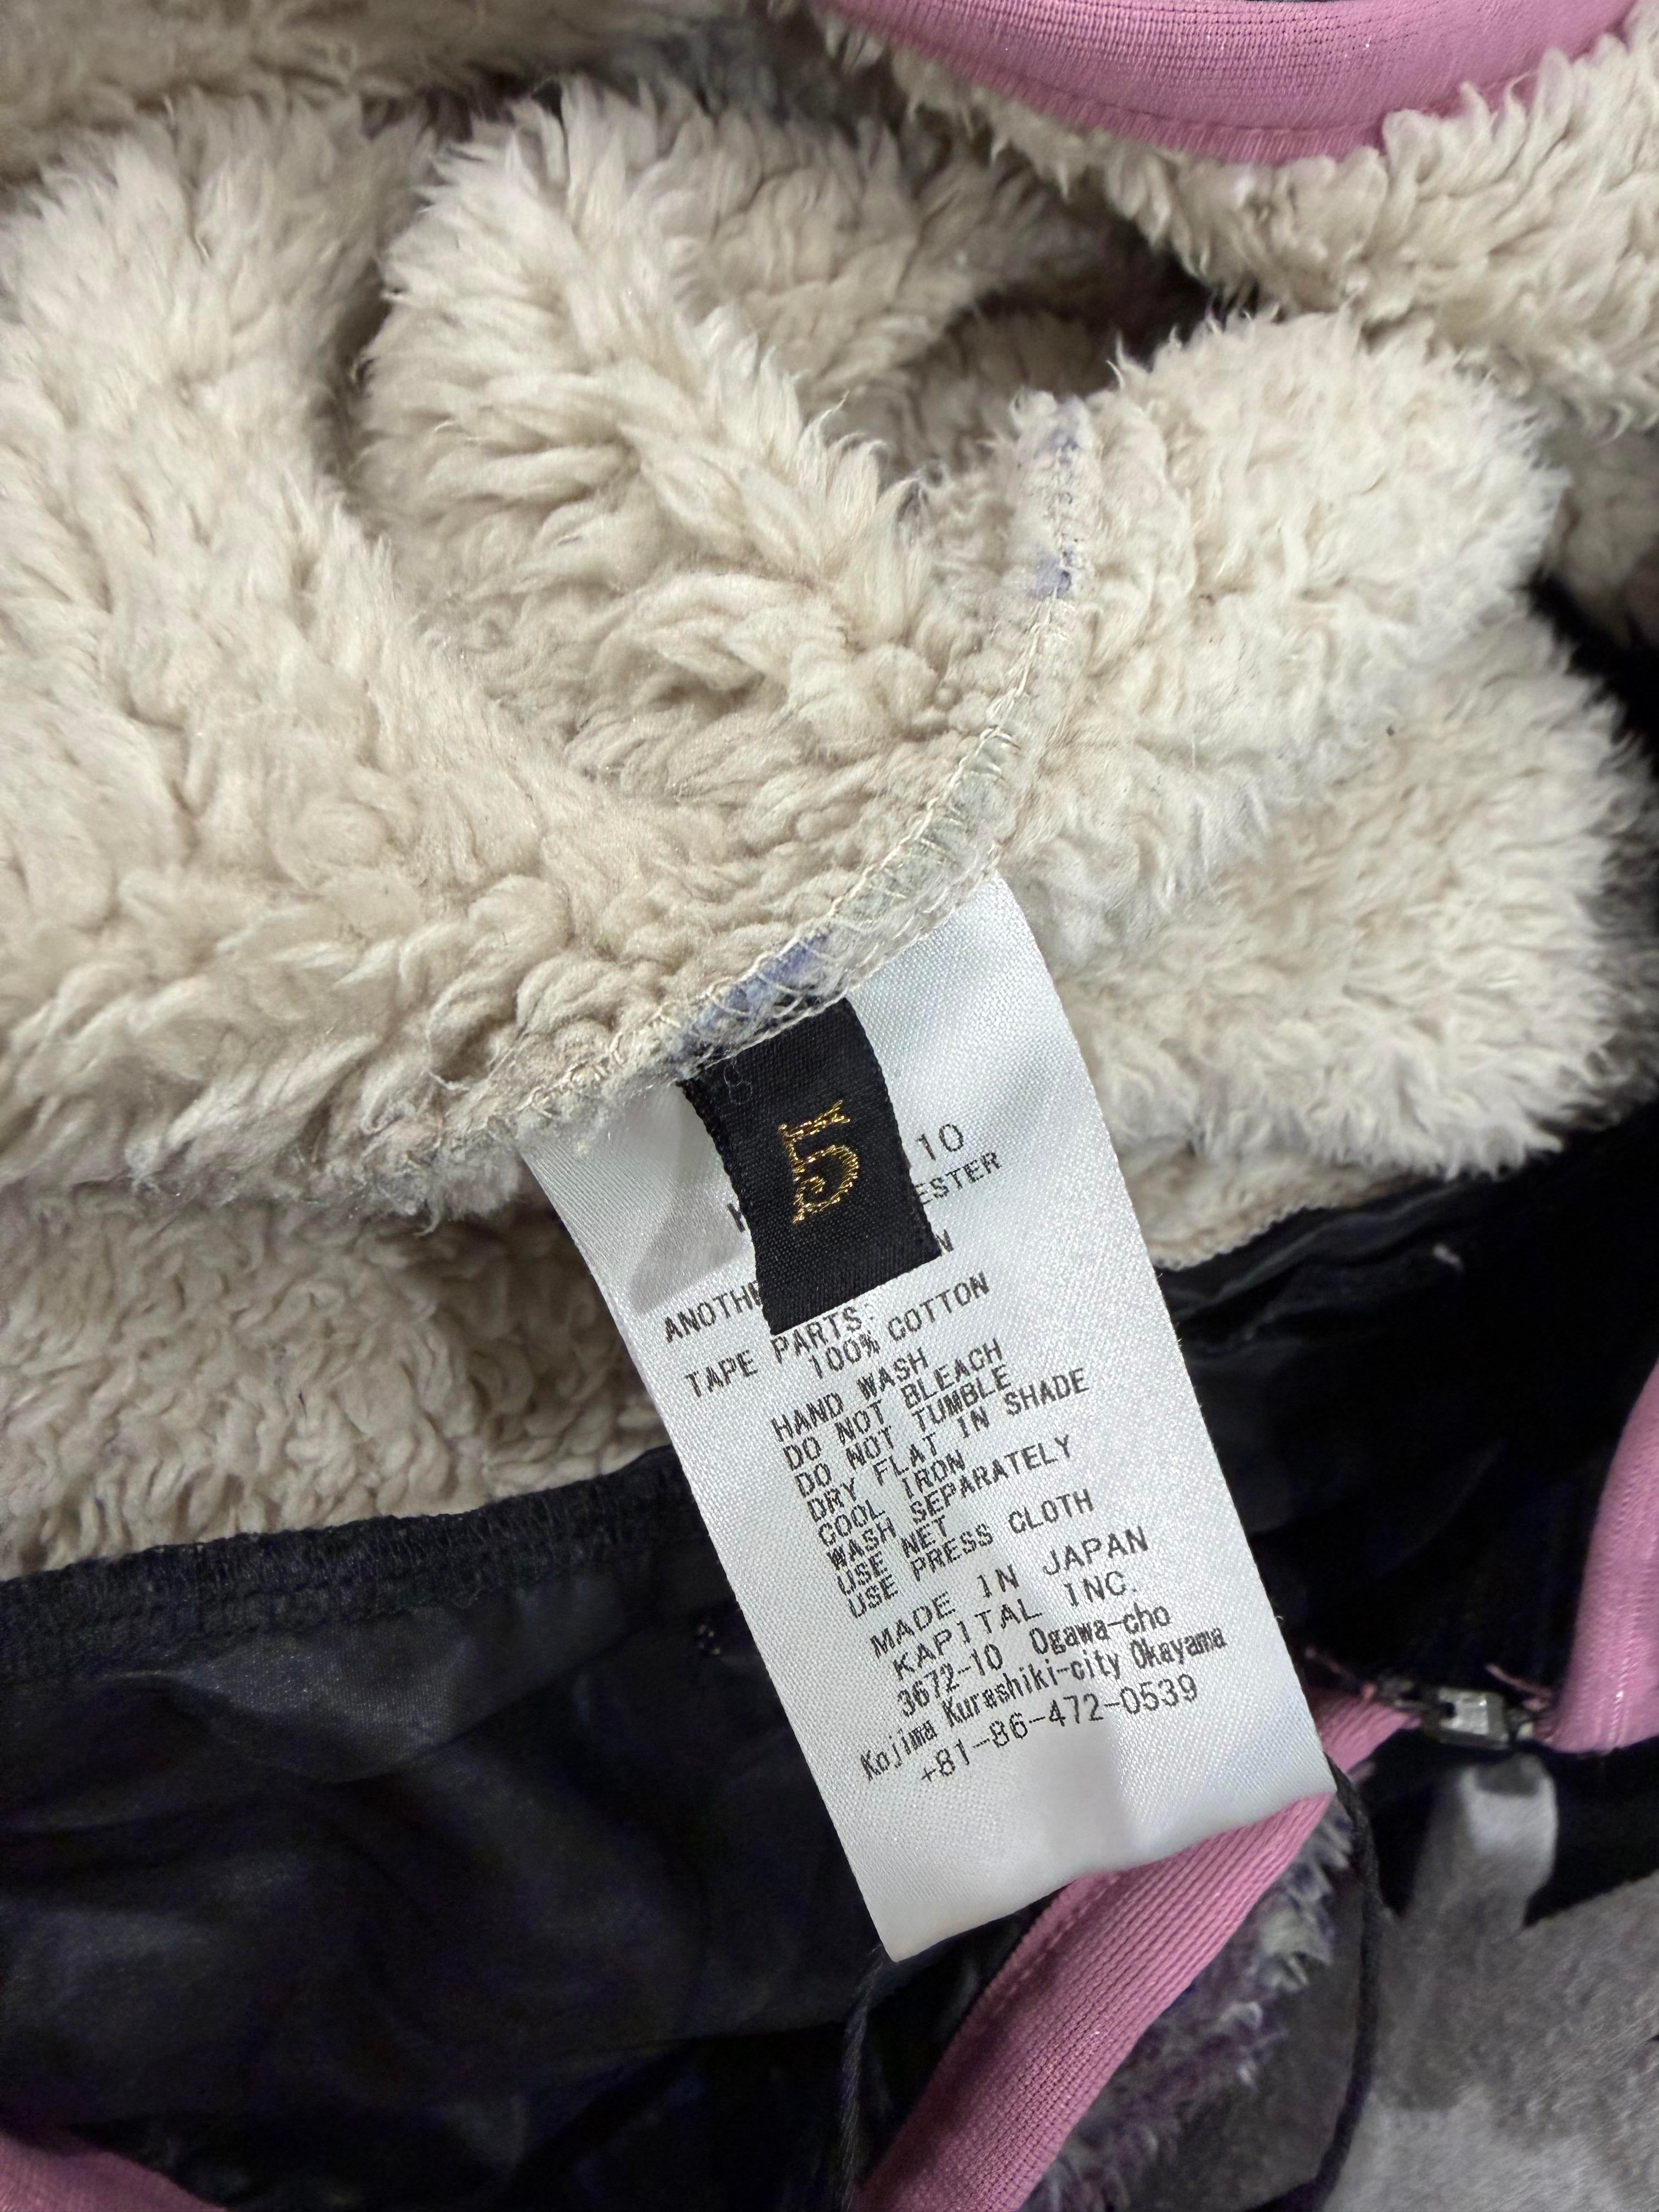 5
10
ESTER
N
ANOTH
TAPE PARTS:
100% COTTON
HAND WASH
DO NOT BLEACH
DO NOT TUMBLE
DRY FLAT IN SHADE
COOL IRON
WASH SEPARATELY
USE NET
USE PRESS CLOTH
MADE IN JAPAN
KAPITAL INC.
3672-10 Ogawa-cho
Kojima Kurashiki-city Okayama
+81-86-472-0539